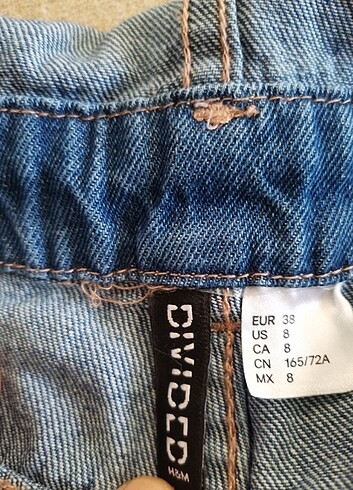 DIVIDED
H&M
EUR 38
US 8
CA 8
CN 165/72A
MX 8